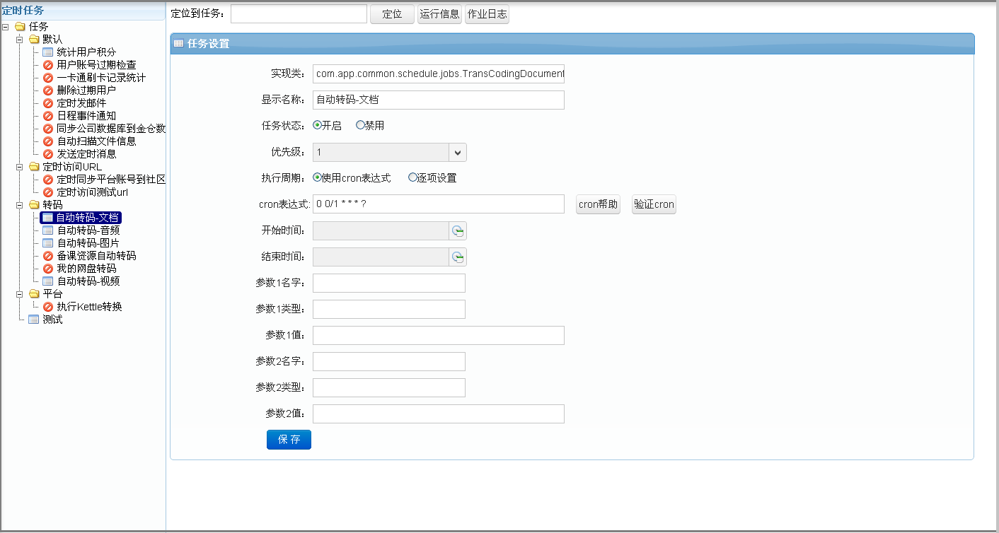 定时任务
任务
默认
统计用户积分
用户账号过期检查
一卡通刷卡记录统计
删除过期用户
定时发邮件
日程事件通知
同步公司数据库到金仓数
自动扫描文件信息
发送定时消息
定时访问URL
定时同步平台账号到社区
定时访问测试url
转码
自动转码-文档
自动转码-音频
自动转码-图片
备课资源自动转码
我的网盘转码
自动转码-视频
平台
执行Kettle转换
测试
定位到任务: 定位 运行信息 作业日志
任务设置
实现类: com.app.common.schedule.jobs.TransCodingDocument
显示名称: 自动转码-文档
任务状态: 开启 禁用
优先级: 1
执行周期: 使用cron表达式 逐项设置
cron表达式: 0 0/1 * * * ? cron帮助 验证cron
开始时间:
结束时间:
参数1名字:
参数1类型:
参数1值:
参数2名字:
参数2类型:
参数2值:
保 存